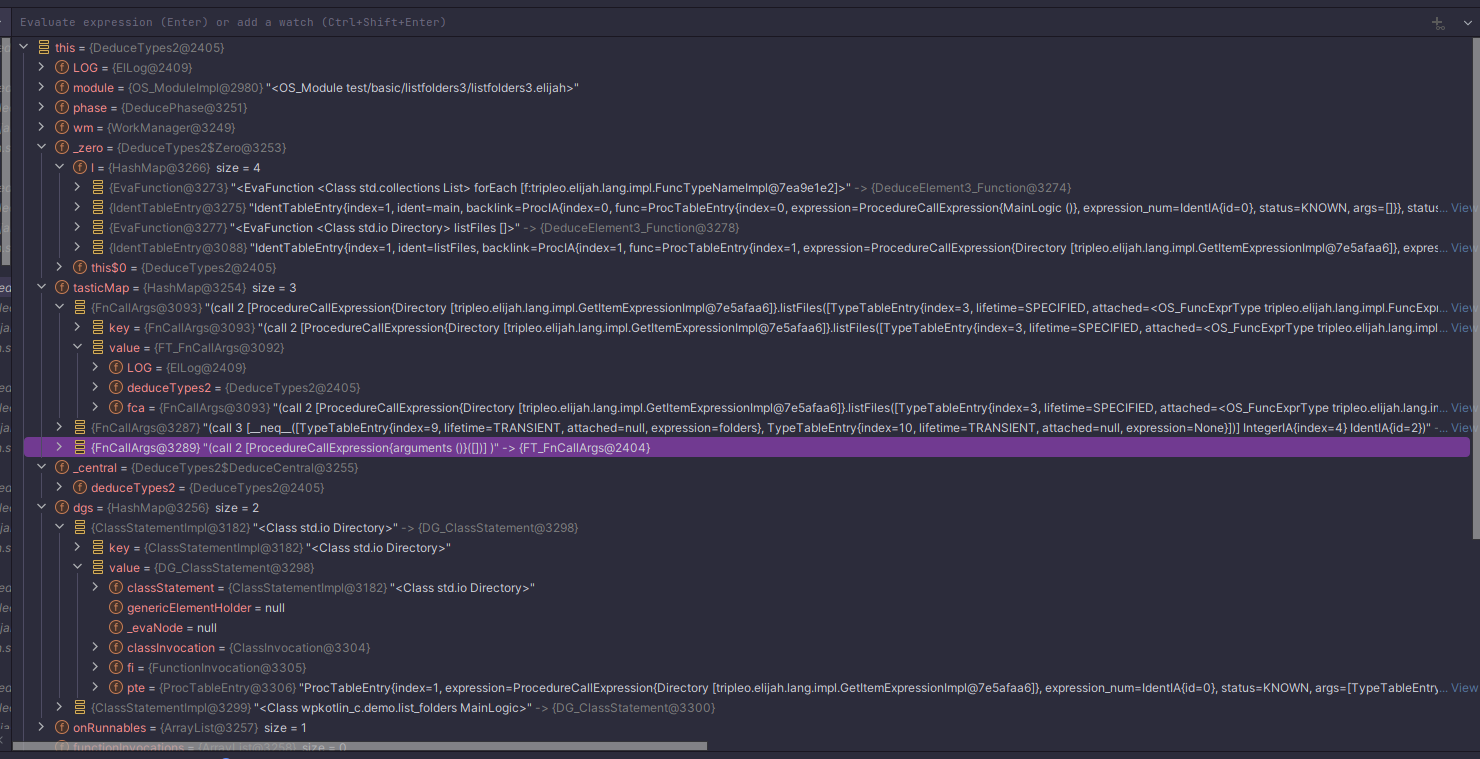 Evaluate expression (Enter) or add a watch (Ctrl+Shift+Enter)
this = {DeduceTypes2@2405}
LOG = {ElLog@2409}
module = {OS_ModuleImpl@2980} "<OS_Module test/basic/listfolders3/listfolders3.elijah>"
phase = {DeducePhase@3251}
wm = {WorkManager@3249}
_zero = {DeduceTypes2$Zero@3253}
l = {HashMap@3266} size = 4
{EvaFunction@3273} "<EvaFunction <Class std.collections List> forEach [f:tripleo.elijah.lang.impl.FuncTypeNameImpl@7ea9e1e2]>" -> {DeduceElement3_Function@3274}
{IdentTableEntry@3275} "IdentTableEntry{index=1, ident=main, backlink=ProcIA{index=0, func=ProcTableEntry{index=0, expression=ProcedureCallExpression{MainLogic ()}, expression_num=IdentIA{id=0}, status=KNOWN, args=[]}}, status... View
{EvaFunction@3277} "<EvaFunction <Class std.io Directory> listFiles []>" -> {DeduceElement3_Function@3278}
{IdentTableEntry@3088} "IdentTableEntry{index=1, ident=listFiles, backlink=ProcIA{index=1, func=ProcTableEntry{index=1, expression=ProcedureCallExpression{Directory [tripleo.elijah.lang.impl.GetItemExpressionImpl@7e5afaa6]}, expres... View
this$0 = {DeduceTypes2@2405}
tasticMap = {HashMap@3254} size = 3
{FnCallArgs@3093} "(call 2 [ProcedureCallExpression{Directory [tripleo.elijah.lang.impl.GetItemExpressionImpl@7e5afaa6]}.listFiles([TypeTableEntry{index=3, lifetime=SPECIFIED, attached=<OS_FuncExprType tripleo.elijah.lang.impl.FuncExpr... View
key = {FnCallArgs@3093} "(call 2 [ProcedureCallExpression{Directory [tripleo.elijah.lang.impl.GetItemExpressionImpl@7e5afaa6]}.listFiles([TypeTableEntry{index=3, lifetime=SPECIFIED, attached=<OS_FuncExprType tripleo.elijah.lang.impl... View
value = {FT_FnCallArgs@3092}
LOG = {ElLog@2409}
deduceTypes2 = {DeduceTypes2@2405}
fca = {FnCallArgs@3093} "(call 2 [ProcedureCallExpression{Directory [tripleo.elijah.lang.impl.GetItemExpressionImpl@7e5afaa6]}.listFiles([TypeTableEntry{index=3, lifetime=SPECIFIED, attached=<OS_FuncExprType tripleo.elijah.lang... View
{FnCallArgs@3287} "(call 3 [__neq__([TypeTableEntry{index=9, lifetime=TRANSIENT, attached=null, expression=folders}, TypeTableEntry{index=10, lifetime=TRANSIENT, attached=null, expression=None}])] IntegerIA{index=4} IdentIA{id=2})" -... View
{FnCallArgs@3289} "(call 2 [ProcedureCallExpression{arguments ()}([])] )" -> {FT_FnCallArgs@2404}
_central = {DeduceTypes2$DeduceCentral@3255}
deduceTypes2 = {DeduceTypes2@2405}
dgs = {HashMap@3256} size = 2
{ClassStatementImpl@3182} "<Class std.io Directory>" -> {DG_ClassStatement@3298}
key = {ClassStatementImpl@3182} "<Class std.io Directory>"
value = {DG_ClassStatement@3298}
classStatement = {ClassStatementImpl@3182} "<Class std.io Directory>"
genericElementHolder = null
_evaNode = null
classInvocation = {ClassInvocation@3304}
fi = {FunctionInvocation@3305}
pte = {ProcTableEntry@3306} "ProcTableEntry{index=1, expression=ProcedureCallExpression{Directory [tripleo.elijah.lang.impl.GetItemExpressionImpl@7e5afaa6]}, expression_num=IdentIA{id=0}, status=KNOWN, args=[TypeTableEntry... View
{ClassStatementImpl@3299} "<Class wpkotlin_c.demo.list_folders MainLogic>" -> {DG_ClassStatement@3300}
onRunnables = {ArrayList@3257} size = 1
functionInvocations = {ArrayList@3258} size = 0